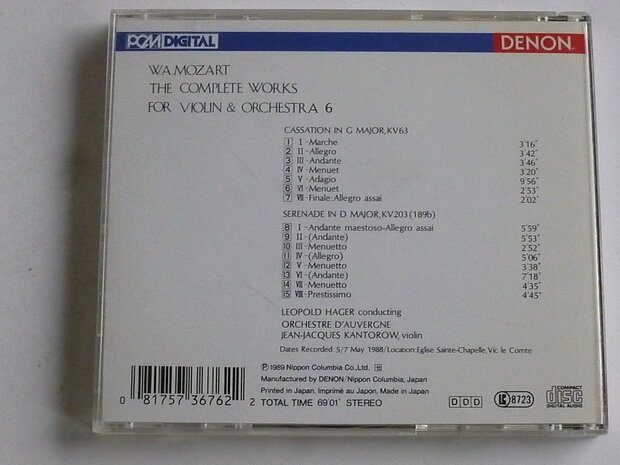 PCM DIGITAL DENON
W.A MOZART
THE COMPLETE WORKS
FOR VIOLIN & ORCHESTRA 6
CASSATION IN G MAJOR, KV63
1 I-Marche 3'16"
2 II-Allegro 3'42"
3 III-Andante 3'46"
4 IV-Menuet 3'20"
5 V-Adagio 9'56"
6 VI-Menuet 2'53"
7 VII-Finale: Allegro assai 2'02"
SERENADE IN D MAJOR, KV203 (189b)
8 I-Andante maestoso-Allegro assai 5'59"
9 II-(Andante) 5'53"
10 III-Menuetto 2'52"
11 IV-(Allegro) 5'06"
12 V-Menuetto 3'38"
13 VI-(Andante) 7'18"
14 VII-Menuetto 4'35"
15 VIII-Prestissimo 4'45"
LEOPOLD HAGER conducting
ORCHESTRE D'AUVERGNE
JEAN-JACQUES KANTOROW, violin
Dates Recorded: 5/7 May 1988/Location: Eglise Sainte-Chapelle, Vic le Comte
Ⓟ 1989 Nippon Columbia Co., Ltd.
Manufactured by DENON/Nippon Columbia, Japan
Printed in Japan. Imprimé au Japon. Made in Japan
TOTAL TIME 69'01" STEREO
0 81757 36762 2
DDD
LC 8723
COMPACT
disc
DIGITAL AUDIO